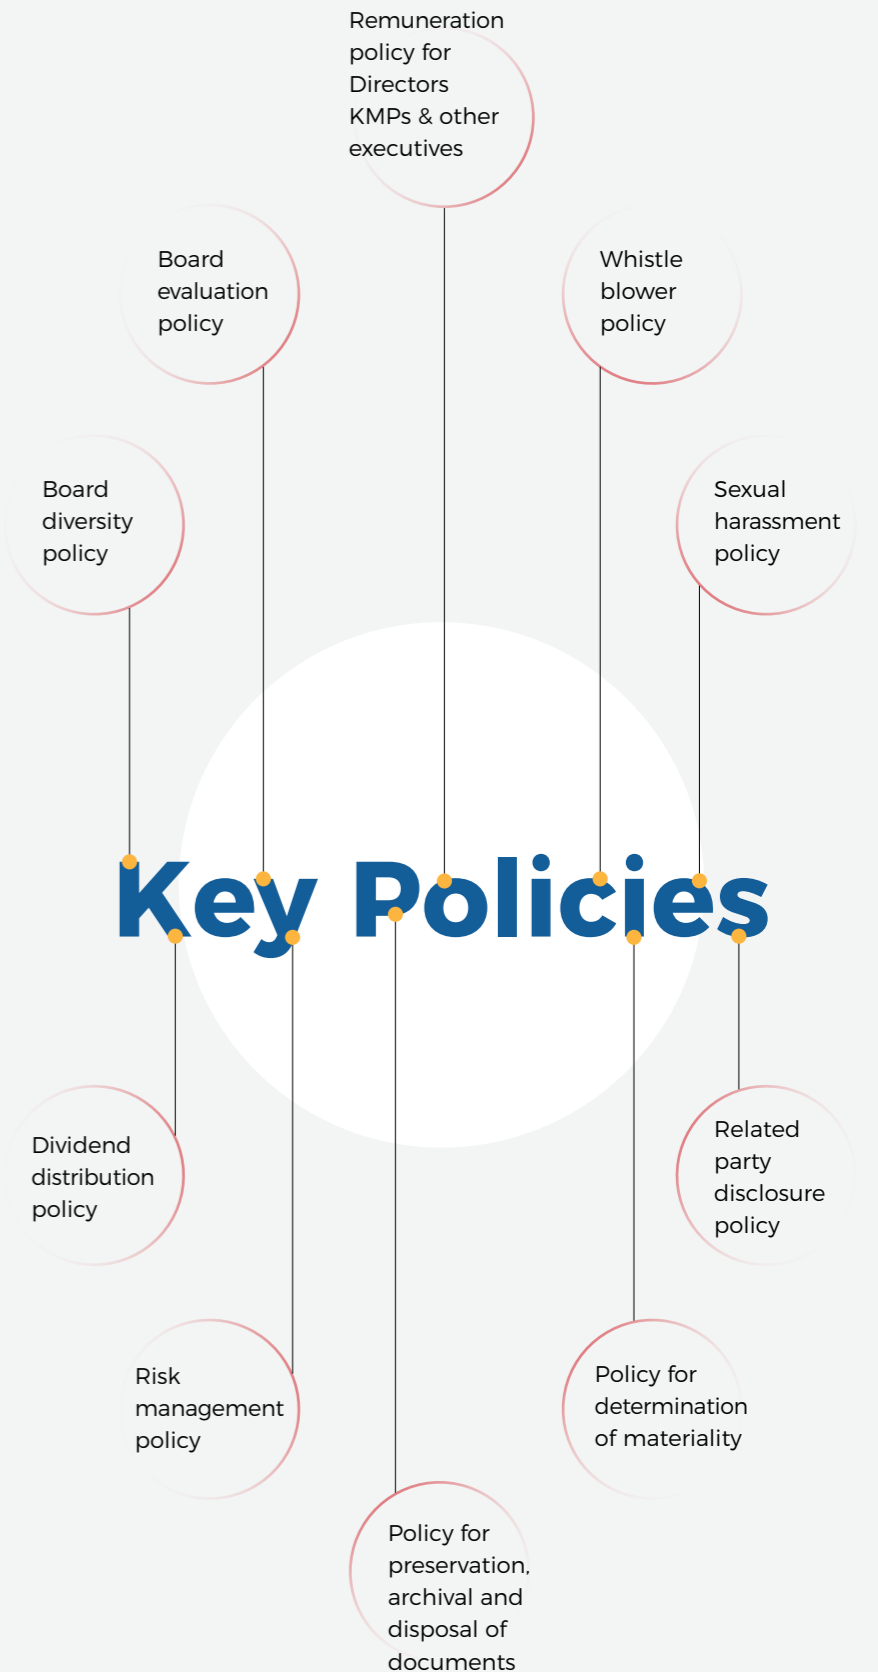 Remuneration
policy for
Directors
KMPs & other
executives
Board
evaluation
policy
Whistle
blower
policy
Board
diversity
policy
Sexual
harassment
policy
Key Policies
Dividend
distribution
policy
Related
party
disclosure
policy
Risk
management
policy
Policy for
determination
of materiality
Policy for
preservation,
archival and
disposal of
documents